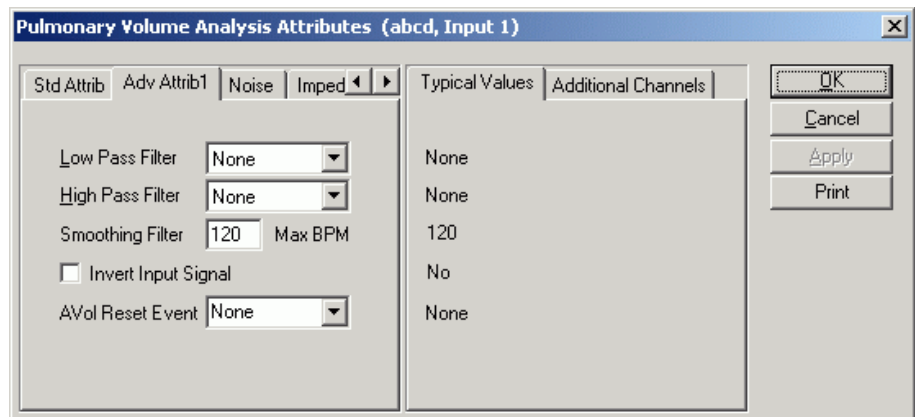 Pulmonary Volume Analysis Attributes (abcd, Input 1)
Std Attrib Adv Attrib1 Noise Imped
Typical Values Additional Channels
OK
Cancel
Apply
Print
Low Pass Filter None None
High Pass Filter None None
Smoothing Filter 120 Max BPM 120
Invert Input Signal No
AVol Reset Event None None